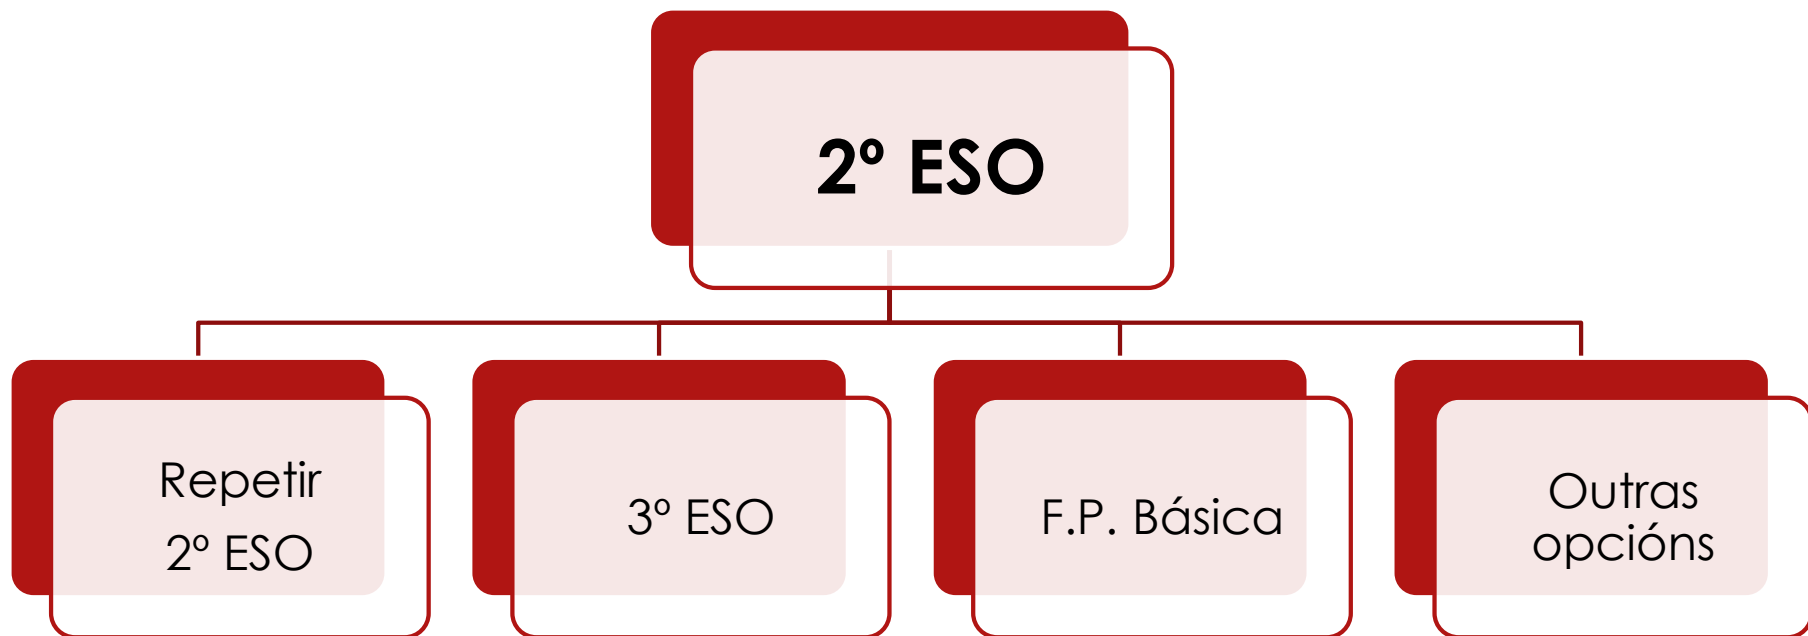 2º ESO
Repetir
2º ESO
3º ESO
F.P. Básica
Outras
opcións